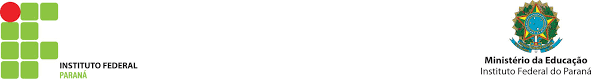 INSTITUTO FEDERAL
PARANÁ
Ministério da Educação
Instituto Federal do Paraná